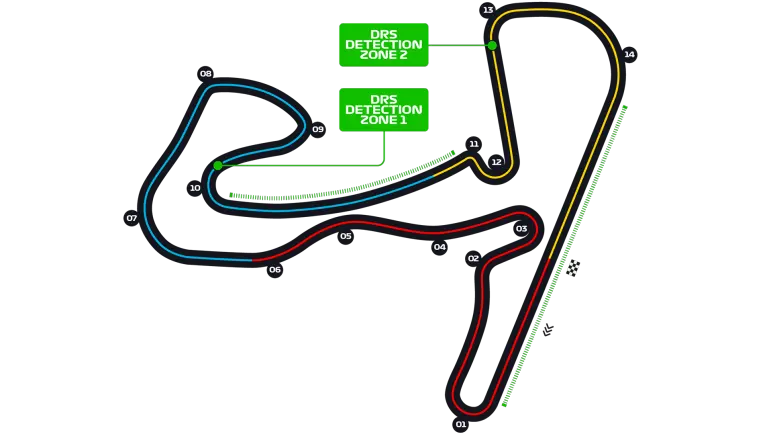 13
DRS
DETECTION
ZONE 2
14
08
DRS
DETECTION
ZONE 1
09
11
12
10
07
05
03
04
02
06
01